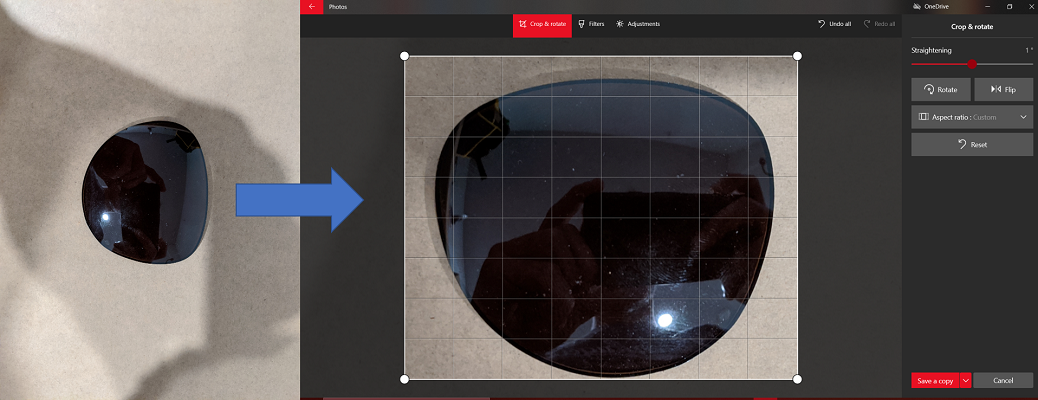 Photos
OneDrive
Crop & rotate
Filters
Adjustments
Undo all
Redo all
Crop & rotate
Straightening
1°
Rotate
Flip
Aspect ratio : Custom
Reset
Save a copy
Cancel